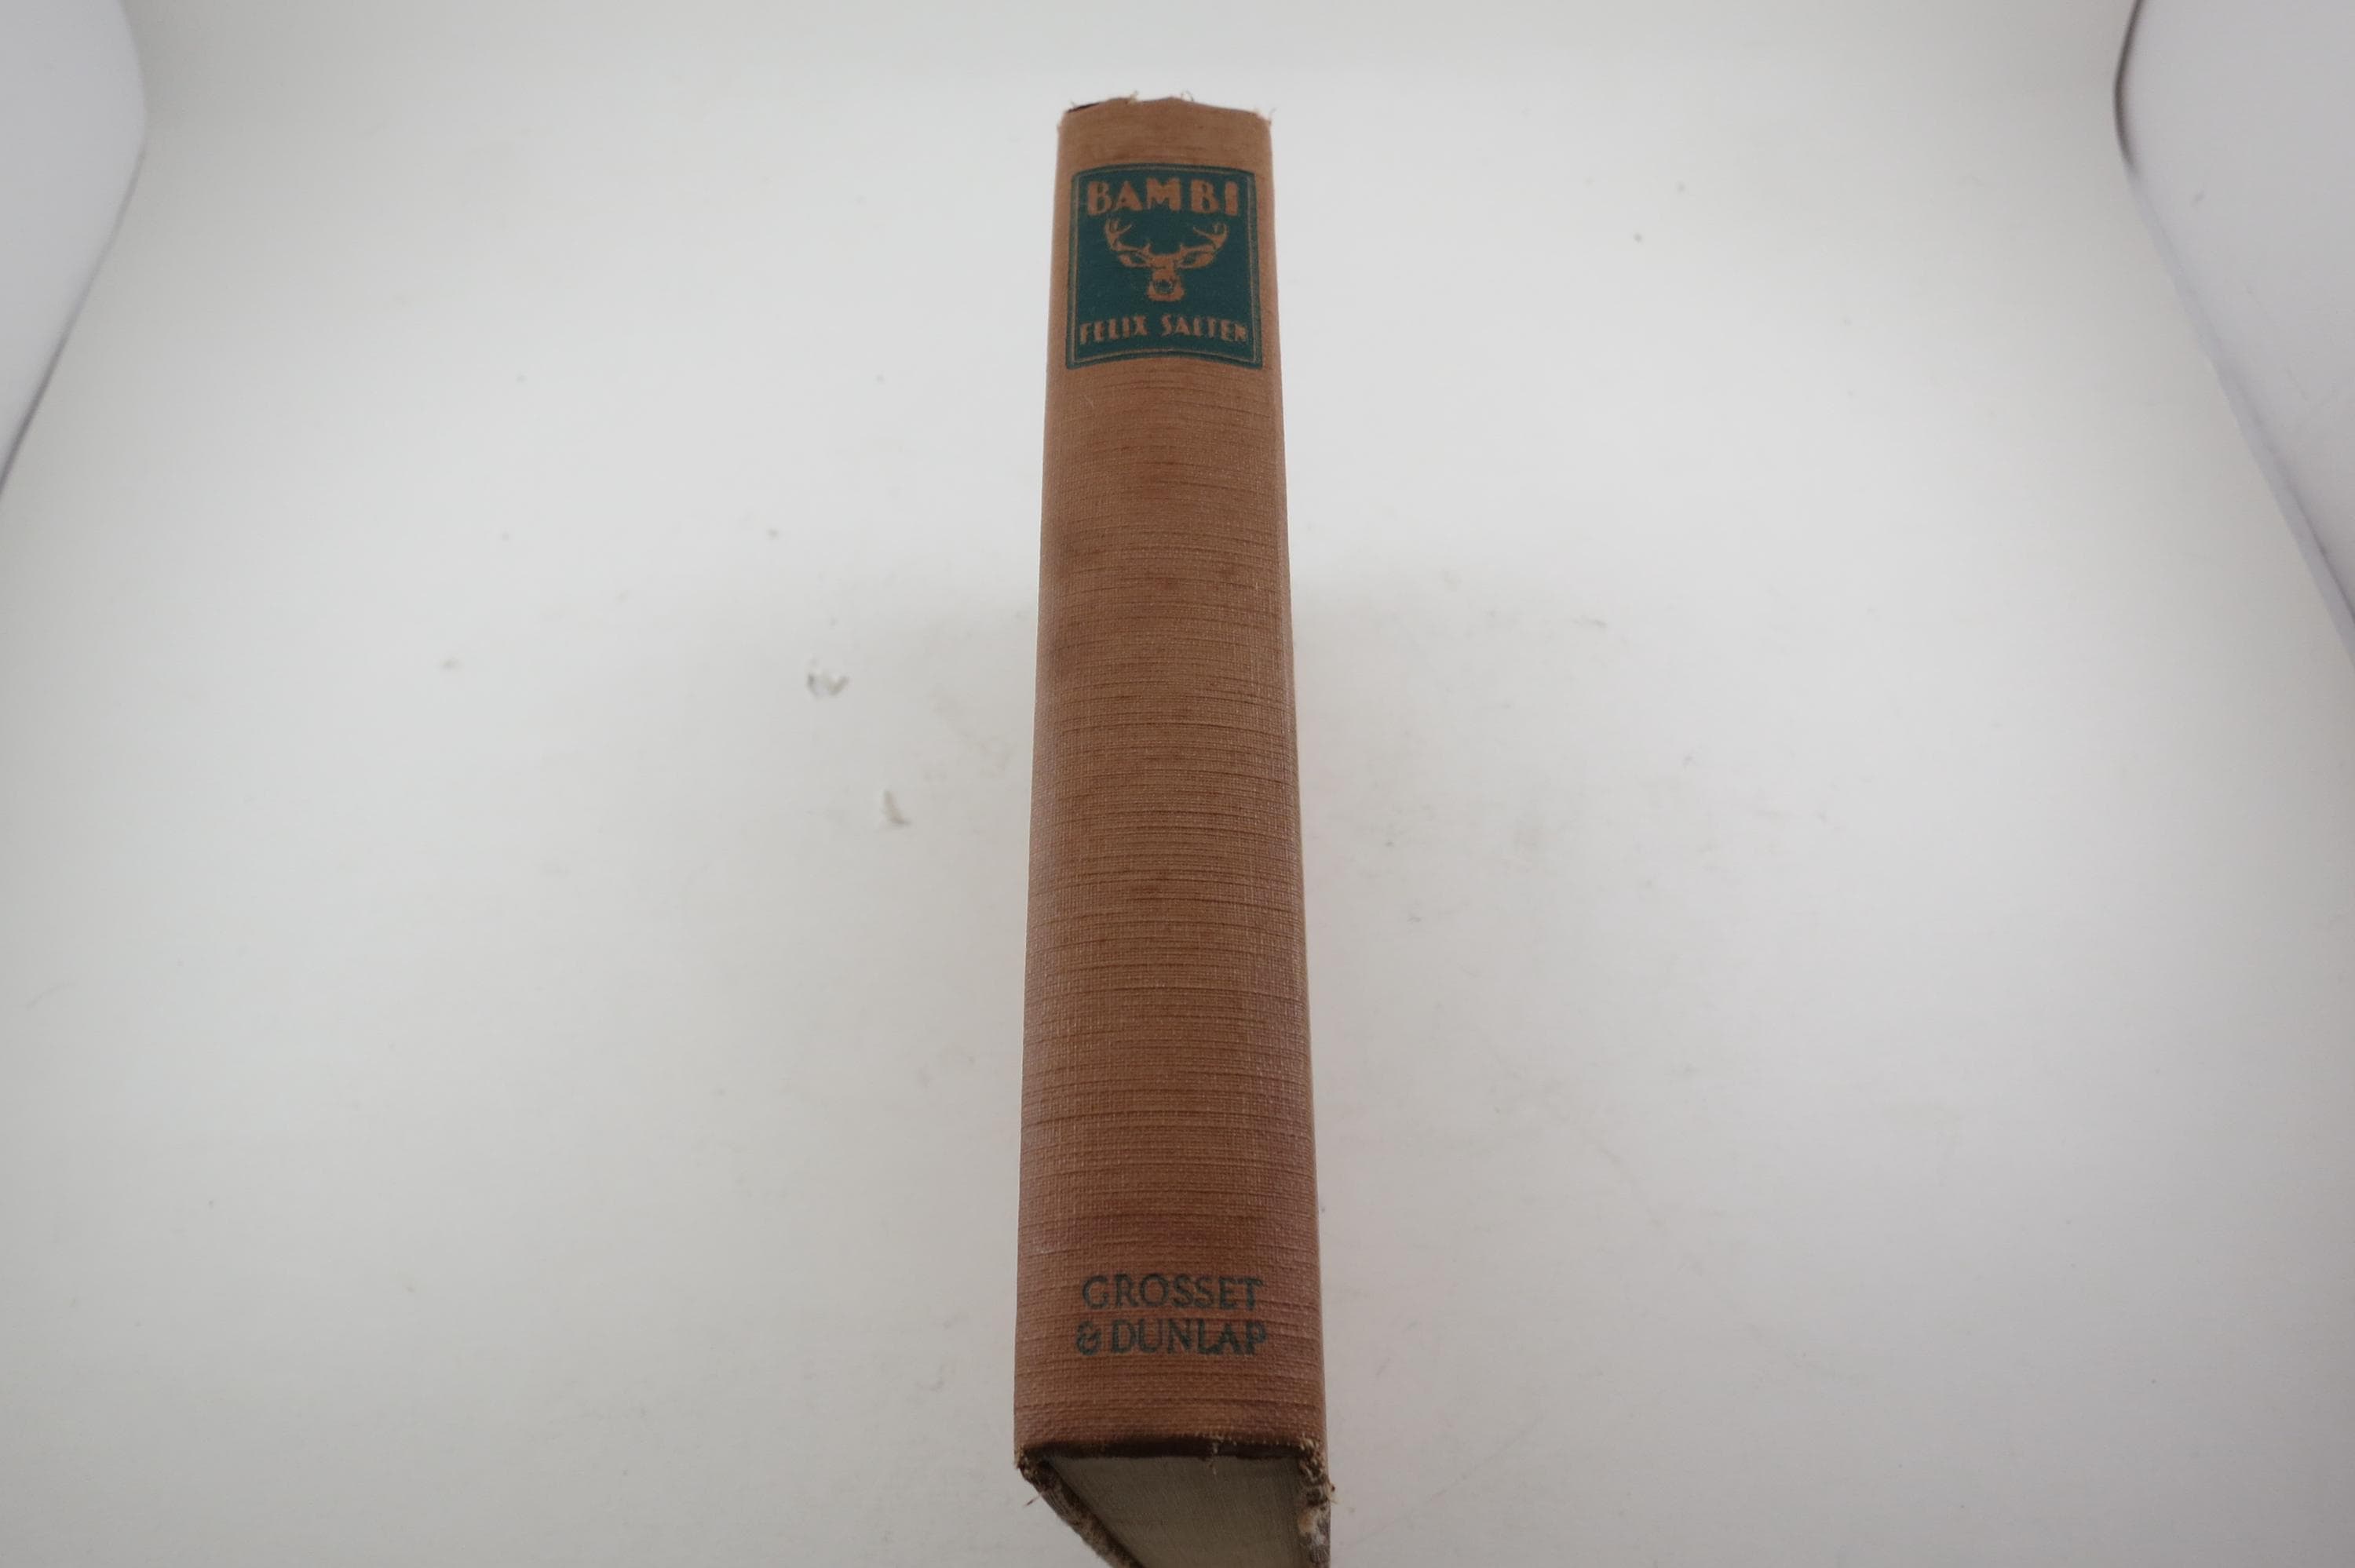 BAMBI
FELIX SALTEN
GROSSET
& DUNLAP